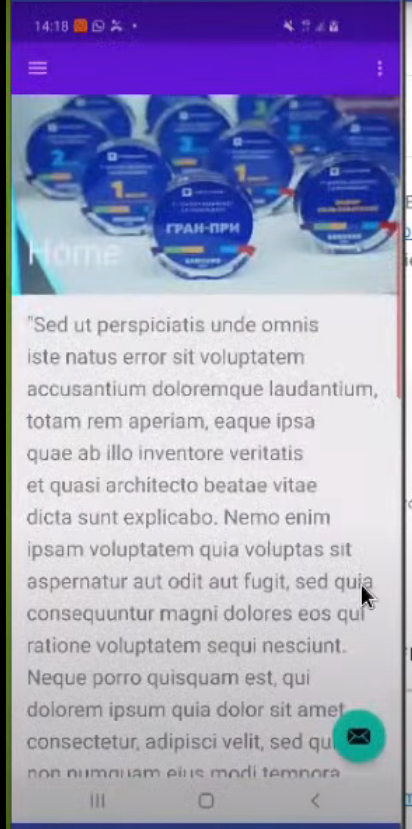 14:18
ГРАН-ПРИ
SAMSUNG
Home
"Sed ut perspiciatis unde omnis
iste natus error sit voluptatem
accusantium doloremque laudantium,
totam rem aperiam, eaque ipsa
quae ab illo inventore veritatis
et quasi architecto beatae vitae
dicta sunt explicabo. Nemo enim
ipsam voluptatem quia voluptas sit
aspernatur aut odit aut fugit, sed quia
consequuntur magni dolores eos qui
ratione voluptatem sequi nesciunt.
Neque porro quisquam est, qui
dolorem ipsum quia dolor sit amet,
consectetur, adipisci velit, sed qu
non numquam eius modi tempora